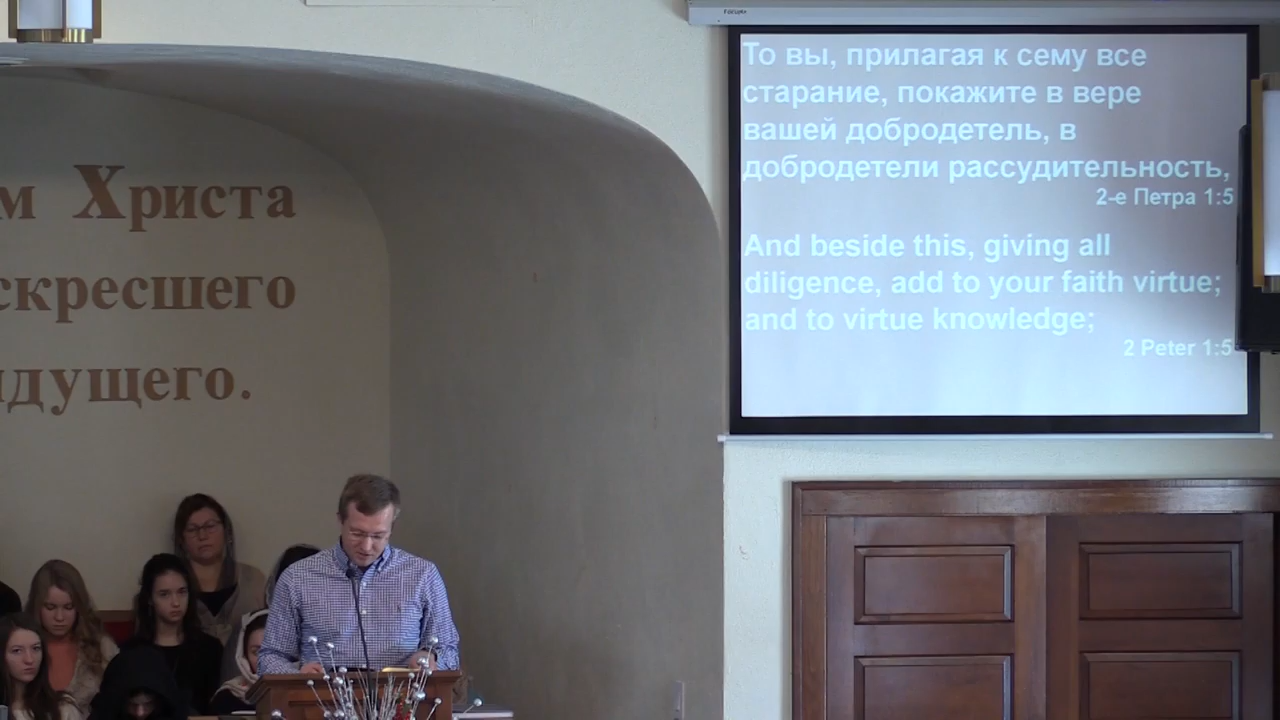 м Христа
скресшего
ядущего.
То вы, прилагая к сему все
старание, покажите в вере
вашей добродетель, в
добродетели рассудительность,
2-е Петра 1:5
And beside this, giving all
diligence, add to your faith virtue;
and to virtue knowledge;
2 Peter 1:5